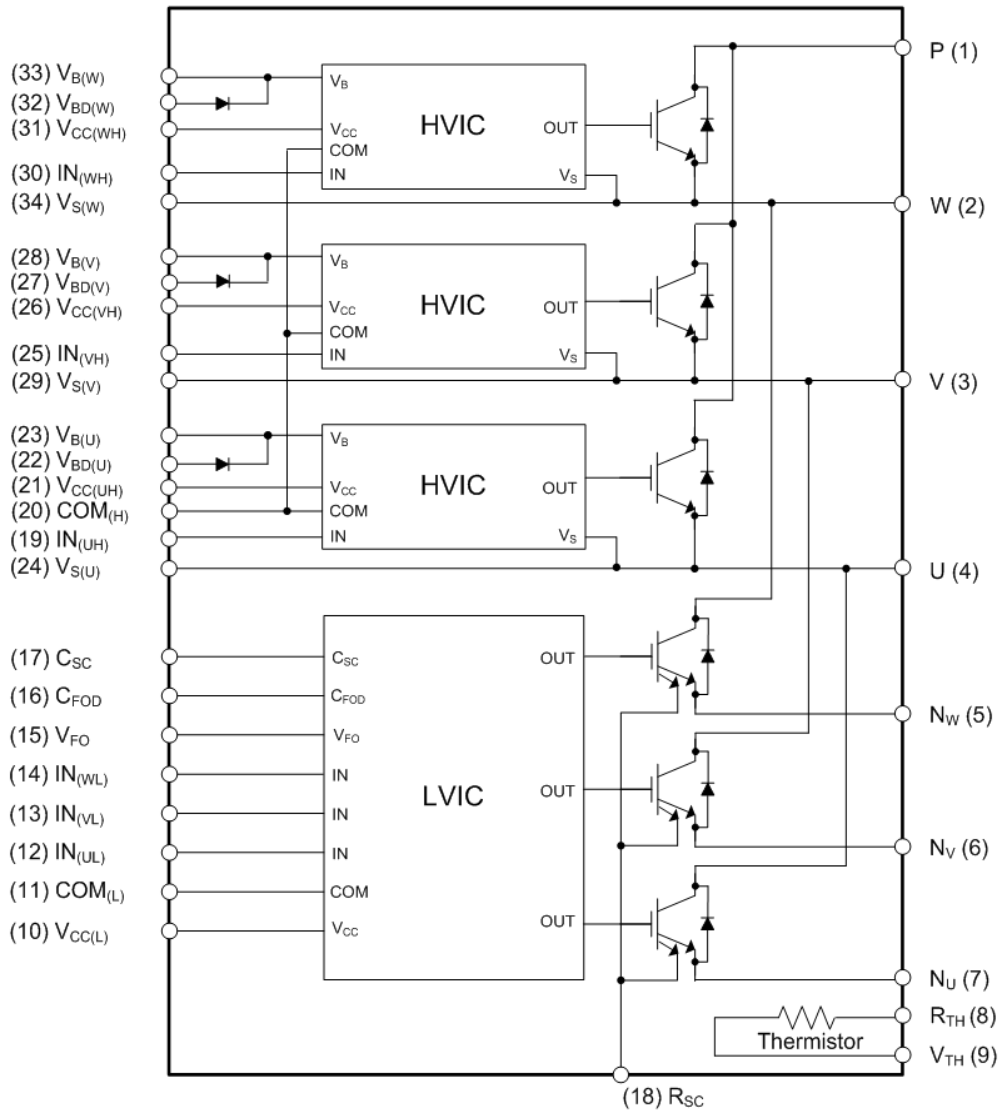 (33) VB(W)
(32) VBD(W)
(31) VCC(WH)
(30) IN(WH)
(34) VS(W)
VB
VCC
COM
IN
HVIC
OUT
VS
P (1)
W (2)
(28) VB(V)
(27) VBD(V)
(26) VCC(VH)
(25) IN(VH)
(29) VS(V)
VB
VCC
COM
IN
HVIC
OUT
VS
V (3)
(23) VB(U)
(22) VBD(U)
(21) VCC(UH)
(20) COM(H)
(19) IN(UH)
(24) VS(U)
VB
VCC
COM
IN
HVIC
OUT
VS
U (4)
(17) CSC
(16) CFOD
(15) VFO
(14) IN(WL)
(13) IN(VL)
(12) IN(UL)
(11) COM(L)
(10) VCC(L)
CSC
CFOD
VFO
IN
IN
IN
COM
VCC
LVIC
OUT
OUT
OUT
NW (5)
NV (6)
NU (7)
RTH (8)
Thermistor
VTH (9)
(18) RSC